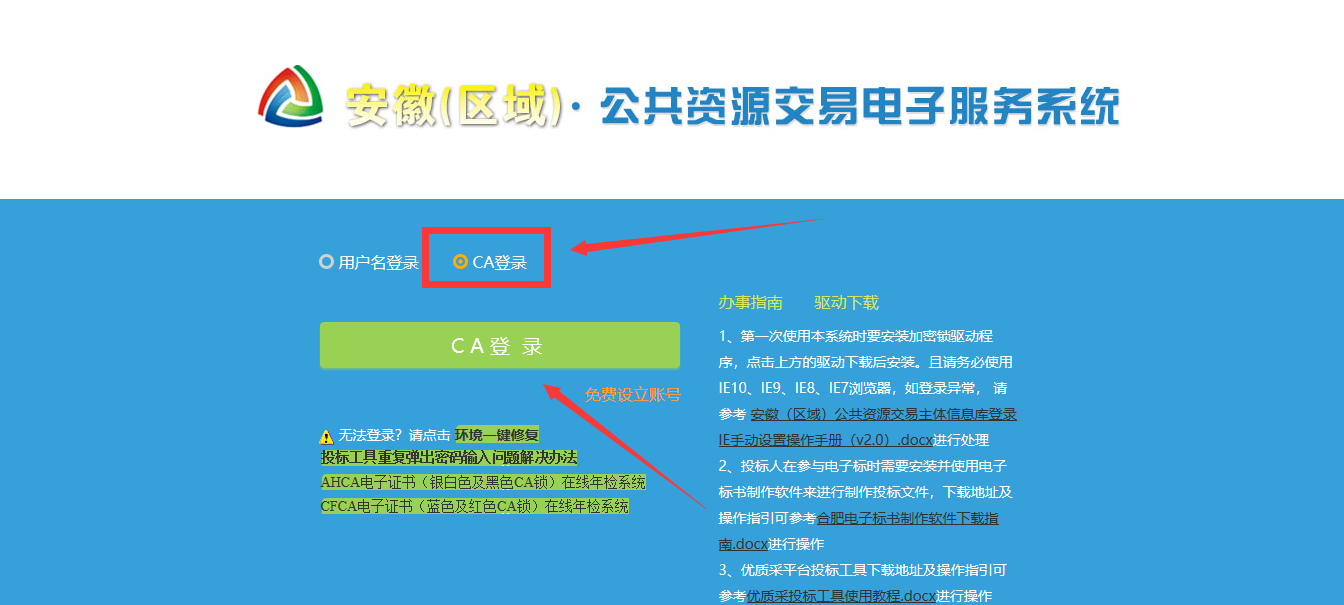 安徽(区域)·公共资源交易电子服务系统
用户名登录 CA登录
CA登 录
免费设立账号
无法登录？请点击 环境一键修复
投标工具重复弹出密码输入问题解决办法
AHCA电子证书（银白色及黑色CA锁）在线年检系统
CFCA电子证书（蓝色及红色CA锁）在线年检系统
办事指南 驱动下载
1、第一次使用本系统时要安装加密锁驱动程
序，点击上方的驱动下载后安装。且请务必使用
IE10、IE9、IE8、IE7浏览器，如登录异常， 请
参考 安徽（区域）公共资源交易主体信息库登录
IE手动设置操作手册（v2.0）.docx进行处理
2、投标人在参与电子标时需要安装并使用电子
标书制作软件来进行制作投标文件，下载地址及
操作指引可参考合肥电子标书制作软件下载指
南.docx进行操作
3、优质采平台投标工具下载地址及操作指引可
参考优质采投标工具使用教程.docx进行操作